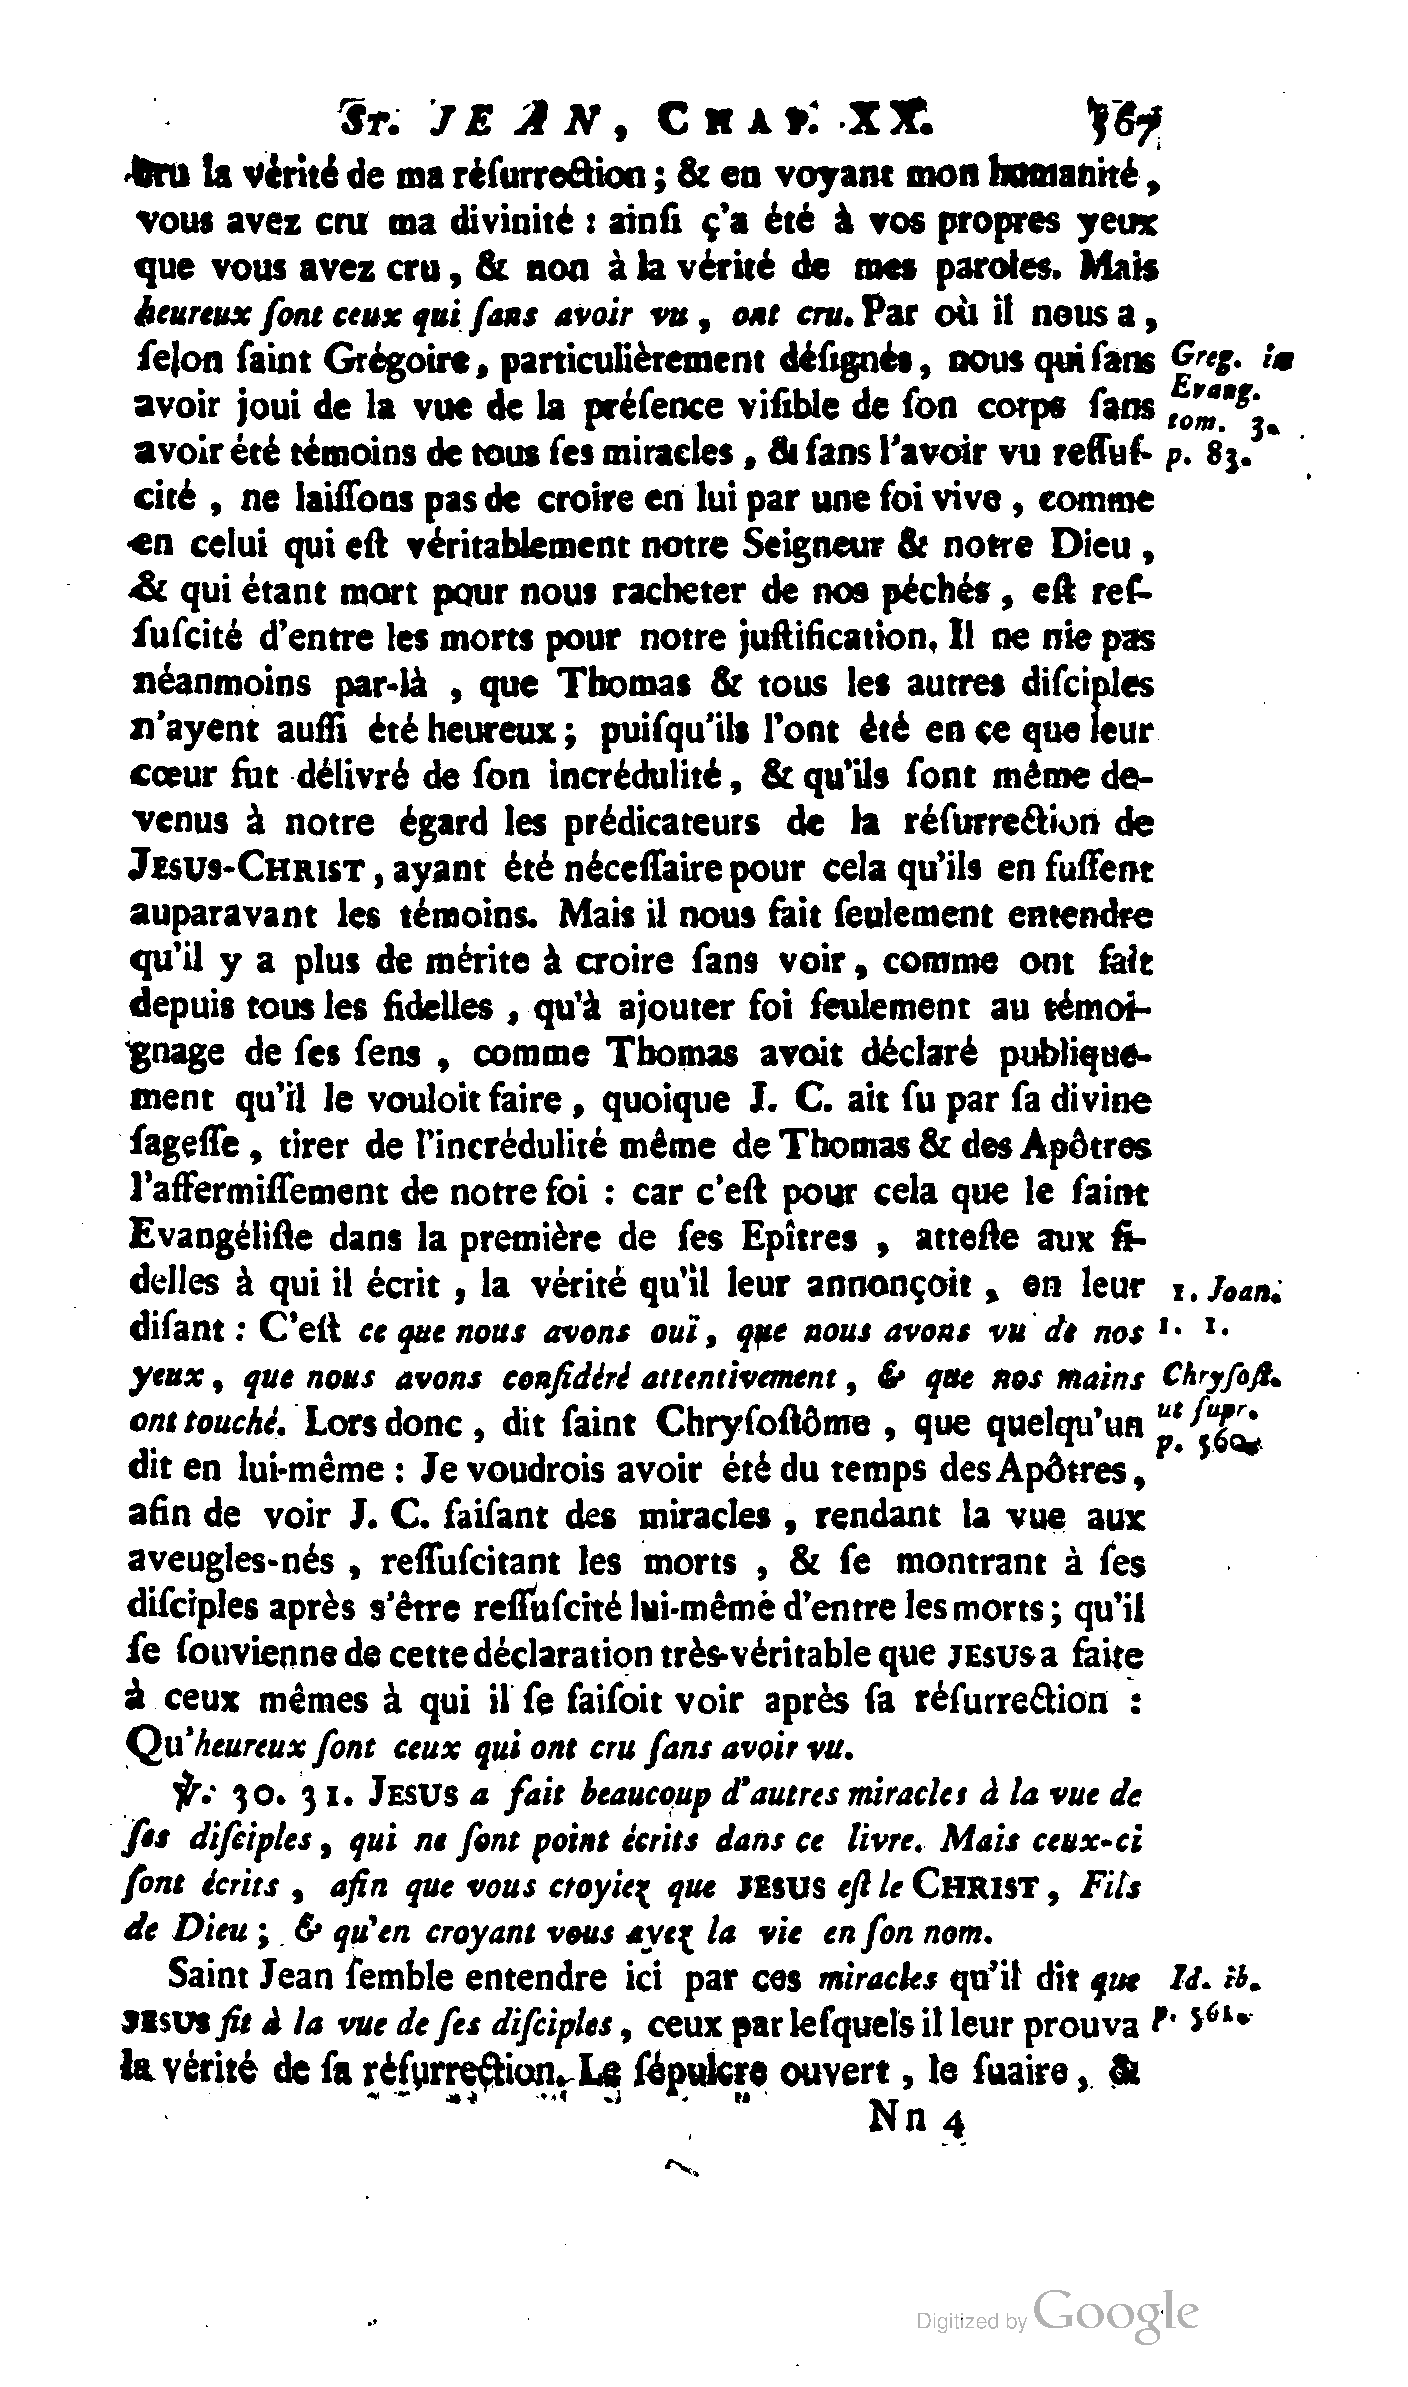 ST. JEAN, CHAP. XX. 567
cru la vérité de ma réſurrection ; & en voyant mon humanité,
vous avez cru ma divinité : ainſi ç'a été à vos propres yeux
que vous avez cru, & non à la vérité de mes paroles. Mais
heureux ſont ceux qui ſans avoir vu, ont cru. Par où il nous a,
ſelon ſaint Grégoire, particulièrement déſignés, nous qui ſans
Greg. in
avoir joui de la vue de la préſence viſible de ſon corps ſans
Evang.
tom. 3.
avoir été témoins de tous ſes miracles, & ſans l'avoir vu reſſuſ-
p. 83.
cité, ne laiſſons pas de croire en lui par une foi vive, comme
en celui qui eſt véritablement notre Seigneur & notre Dieu,
& qui étant mort pour nous racheter de nos péchés, eſt reſ-
ſuſcité d'entre les morts pour notre juſtification. Il ne nie pas
néanmoins par-là, que Thomas & tous les autres diſciples
n'ayent auſſi été heureux ; puiſqu'ils l'ont été en ce que leur
cœur fut délivré de ſon incrédulité, & qu'ils ſont même de-
venus à notre égard les prédicateurs de la réſurrection de
JESUS-CHRIST, ayant été néceſſaire pour cela qu'ils en fuſſent
auparavant les témoins. Mais il nous fait ſeulement entendre
qu'il y a plus de mérite à croire ſans voir, comme ont fait
depuis tous les fidelles, qu'à ajouter foi ſeulement au témoi-
gnage de ſes ſens, comme Thomas avoit déclaré publique-
ment qu'il le vouloit faire, quoique J. C. ait ſu par ſa divine
ſageſſe, tirer de l'incrédulité même de Thomas & des Apôtres
l'affermiſſement de notre foi : car c'eſt pour cela que le ſaint
Evangéliſte dans la première de ſes Epîtres, atteſte aux fi-
delles à qui il écrit, la vérité qu'il leur annonçoit, en leur
1. Joan.
diſant : C'eſt ce que nous avons ouï, que nous avons vu de nos
1. 1.
yeux, que nous avons conſidéré attentivement, & que nos mains
Chryſoſt.
ont touché. Lors donc, dit ſaint Chryſoſtôme, que quelqu'un
ut ſupr.
p. 560.
dit en lui-même : Je voudrois avoir été du temps des Apôtres,
afin de voir J. C. faiſant des miracles, rendant la vue aux
aveugles-nés, reſſuſcitant les morts, & ſe montrant à ſes
diſciples après s'être reſſuſcité lui-même d'entre les morts ; qu'il
ſe ſouvienne de cette déclaration très-véritable que JESUS a faite
à ceux mêmes à qui il ſe faiſoit voir après ſa réſurrection :
Qu'heureux ſont ceux qui ont cru ſans avoir vu.
℣. 30. 31. JESUS a fait beaucoup d'autres miracles à la vue de
ſes diſciples, qui ne ſont point écrits dans ce livre. Mais ceux-ci
ſont écrits, afin que vous croyiez que JESUS eſt le CHRIST, Fils
de Dieu ; & qu'en croyant vous ayez la vie en ſon nom.
Saint Jean ſemble entendre ici par ces miracles qu'il dit que
Id. ib.
JESUS fit à la vue de ſes diſciples, ceux par leſquels il leur prouva
p. 561.
la vérité de ſa réſurrection. Le ſépulcre ouvert, le ſuaire, &
Nn 4
Digitized by Google